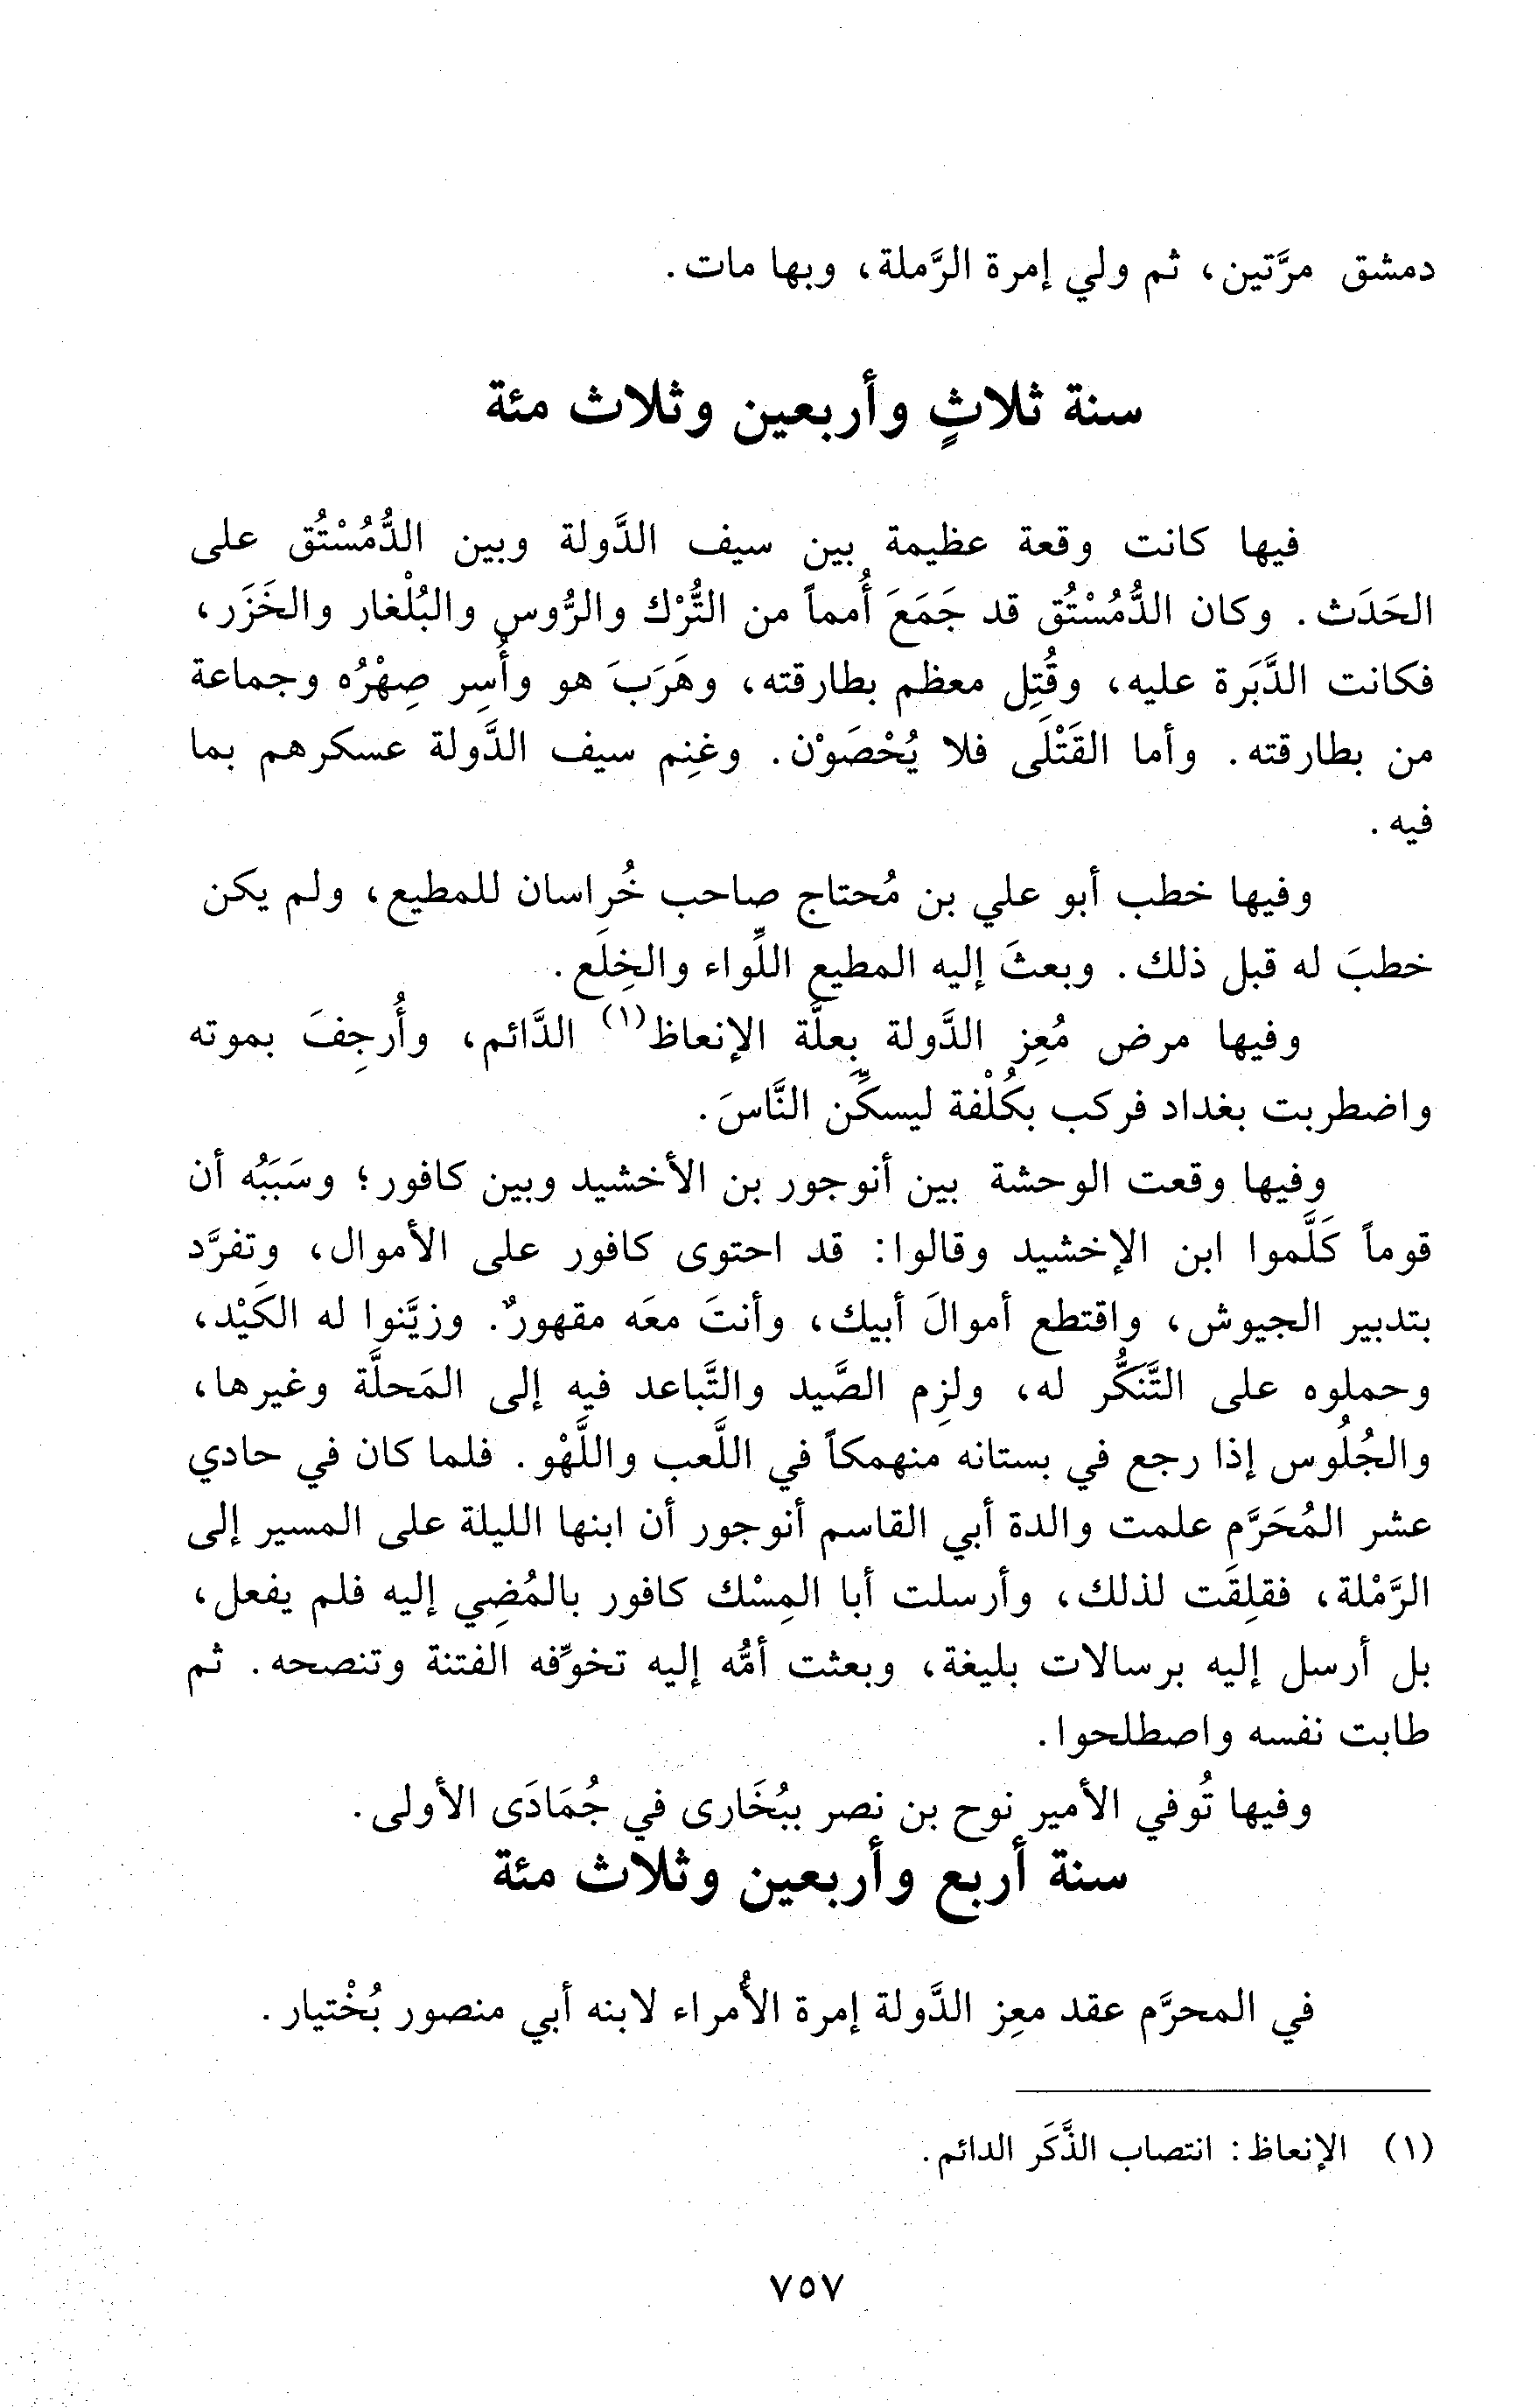 دمشق مرَّتين، ثم ولي إمرة الرَّملة، وبها مات.
سنة ثلاثٍ وأربعين وثلاث مئة
فيها كانت وقعة عظيمة بين سيف الدَّولة وبين الدُّمُسْتُق على
الحَدَث. وكان الدُّمُسْتُق قد جَمَعَ أُمماً من التُّرْك والرُّوس والبُلْغار والخَزَر،
فكانت الدَّبَرة عليه، وقُتِل معظم بطارقته، وهَرَبَ هو وأُسِر صِهْرُه وجماعة
من بطارقته. وأما القَتْلَى فلا يُحْصَوْن. وغنِم سيف الدَّولة عسكرهم بما
فيه.
وفيها خطب أبو علي بن مُحتاج صاحب خُراسان للمطيع، ولم يكن
خطبَ له قبل ذلك. وبعثَ إليه المطيع اللِّواء والخِلَع.
وفيها مرض مُعِز الدَّولة بِعلَّة الإنعاظ(١) الدَّائم، وأُرجِفَ بموته
واضطربت بغداد فركب بكُلْفة ليسكِّن النَّاسَ.
وفيها وقعت الوحشة بين أنوجور بن الأخشيد وبين كافور؛ وسَبَبُه أن
قوماً كَلَّموا ابن الإخشيد وقالوا: قد احتوى كافور على الأموال، وتفرَّد
بتدبير الجيوش، واقتطع أموالَ أبيك، وأنتَ معَه مقهورٌ. وزيَّنوا له الكَيْد،
وحملوه على التَّنَكُّر له، ولزِم الصَّيد والتَّباعد فيه إلى المَحلَّة وغيرها،
والجُلُوس إذا رجع في بستانه منهمكاً في اللَّعب واللَّهْو. فلما كان في حادي
عشر المُحَرَّم علمت والدة أبي القاسم أنوجور أن ابنها الليلة على المسير إلى
الرَّمْلة، فقلِقَت لذلك، وأرسلت أبا المِسْك كافور بالمُضِي إليه فلم يفعل،
بل أرسل إليه برسالات بليغة، وبعثت أمُّه إليه تخوِّفه الفتنة وتنصحه. ثم
طابت نفسه واصطلحوا.
وفيها تُوفي الأمير نوح بن نصر ببُخَارى في جُمَادَى الأولى.
سنة أربع وأربعين وثلاث مئة
في المحرَّم عقد معِز الدَّولة إمرة الأُمراء لابنه أبي منصور بُخْتيار.
(١) الإنعاظ: انتصاب الذَّكَر الدائم.
٧٥٧